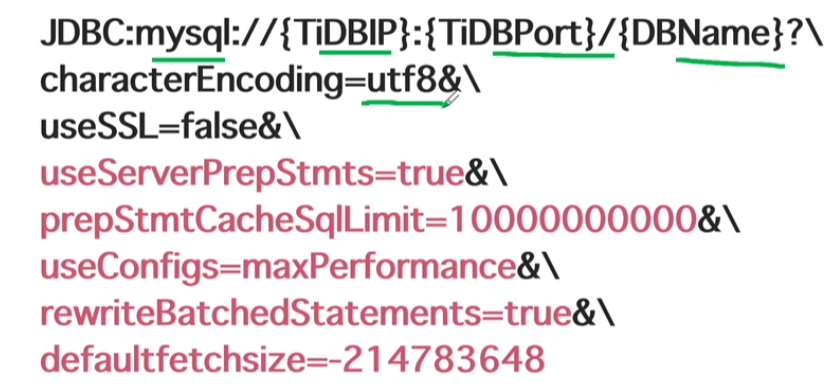 JDBC:mysql://{TiDBIP}:{TiDBPort}/{DBName}?\
characterEncoding=utf8&\
useSSL=false&\
useServerPrepStmts=true&\
prepStmtCacheSqlLimit=10000000000&\
useConfigs=maxPerformance&\
rewriteBatchedStatements=true&\
defaultfetchsize=-214783648